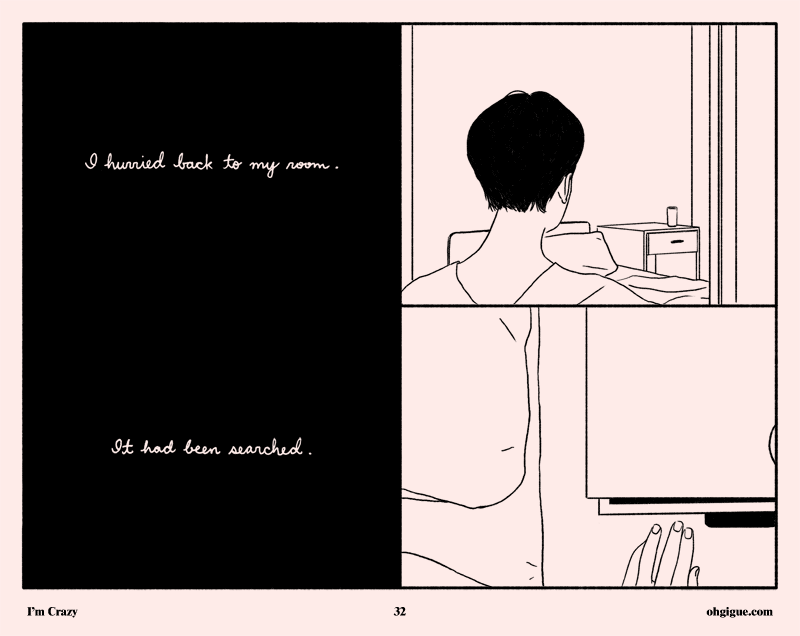 I hurried back to my room.
It had been searched.
I'm Crazy
32
ohgigue.com